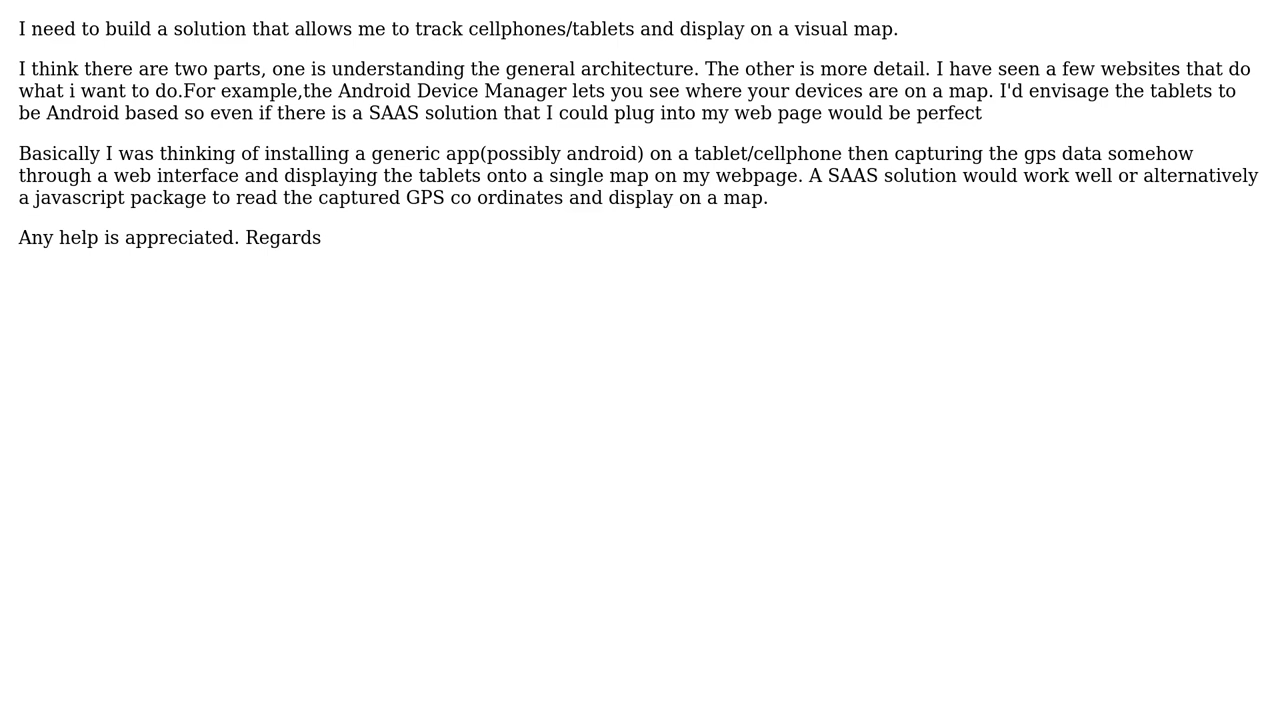 I need to build a solution that allows me to track cellphones/tablets and display on a visual map.
I think there are two parts, one is understanding the general architecture. The other is more detail. I have seen a few websites that do
what i want to do.For example,the Android Device Manager lets you see where your devices are on a map. I'd envisage the tablets to
be Android based so even if there is a SAAS solution that I could plug into my web page would be perfect
Basically I was thinking of installing a generic app(possibly android) on a tablet/cellphone then capturing the gps data somehow
through a web interface and displaying the tablets onto a single map on my webpage. A SAAS solution would work well or alternatively
a javascript package to read the captured GPS co ordinates and display on a map.
Any help is appreciated. Regards